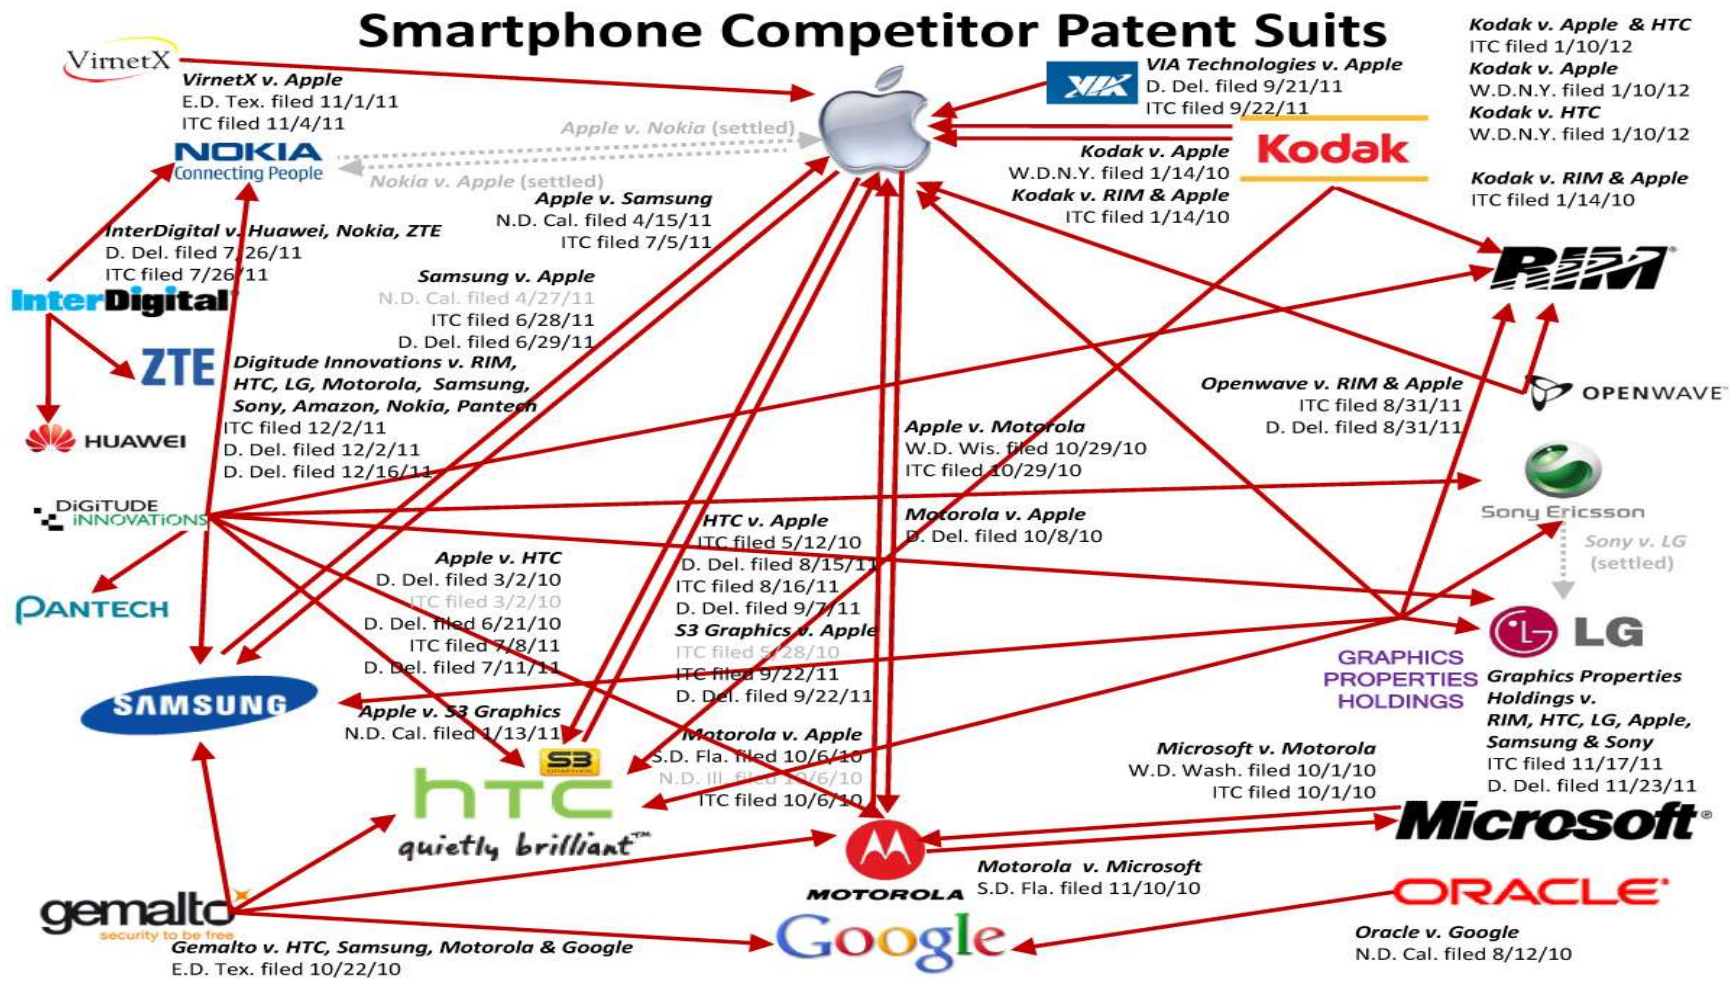 Smartphone Competitor Patent Suits
VirnetX
VirnetX v. Apple
E.D. Tex. filed 11/1/11
ITC filed 11/4/11
NOKIA
Connecting People
Apple v. Nokia (settled)
Nokia v. Apple (settled)
VIA
VIA Technologies v. Apple
D. Del. filed 9/21/11
ITC filed 9/22/11
Kodak v. Apple & HTC
ITC filed 1/10/12
Kodak v. Apple
W.D.N.Y. filed 1/10/12
Kodak v. HTC
W.D.N.Y. filed 1/10/12
Kodak v. RIM & Apple
ITC filed 1/14/10
Kodak
Kodak v. Apple
W.D.N.Y. filed 1/14/10
Kodak v. RIM & Apple
ITC filed 1/14/10
Apple v. Samsung
N.D. Cal. filed 4/15/11
ITC filed 7/5/11
InterDigital v. Huawei, Nokia, ZTE
D. Del. filed 7/26/11
ITC filed 7/26/11
InterDigital
Samsung v. Apple
N.D. Cal. filed 4/27/11
ITC filed 6/28/11
D. Del. filed 6/29/11
RIM
ZTE
HUAWEI
Digitude Innovations v. RIM,
HTC, LG, Motorola, Samsung,
Sony, Amazon, Nokia, Pantech
ITC filed 12/2/11
D. Del. filed 12/2/11
D. Del. filed 12/16/11
Openwave v. RIM & Apple
ITC filed 8/31/11
D. Del. filed 8/31/11
OPENWAVE
Apple v. Motorola
W.D. Wis. filed 10/29/10
ITC filed 10/29/10
Motorola v. Apple
D. Del. filed 10/8/10
DiGiTUDE
iNNOVATiONS
Sony Ericsson
Sony v. LG
(settled)
PANTECH
Apple v. HTC
D. Del. filed 3/2/10
ITC filed 3/2/10
D. Del. filed 6/21/10
ITC filed 7/8/11
D. Del. filed 7/11/11
HTC v. Apple
ITC filed 5/12/10
D. Del. filed 8/15/11
ITC filed 8/16/11
D. Del. filed 9/7/11
S3 Graphics v. Apple
ITC filed 5/28/10
ITC filed 9/22/11
D. Del. filed 9/22/11
LG
GRAPHICS
PROPERTIES
HOLDINGS
Graphics Properties
Holdings v.
RIM, HTC, LG, Apple,
Samsung & Sony
ITC filed 11/17/11
D. Del. filed 11/23/11
SAMSUNG
Apple v. S3 Graphics
N.D. Cal. filed 1/13/11
Motorola v. Apple
S.D. Fla. filed 10/6/10
N.D. Ill. filed 10/6/10
ITC filed 10/6/10
S3
GRAPHICS
hTC
quietly brilliant™
Microsoft v. Motorola
W.D. Wash. filed 10/1/10
ITC filed 10/1/10
Microsoft®
MOTOROLA
Motorola v. Microsoft
S.D. Fla. filed 11/10/10
ORACLE
Oracle v. Google
N.D. Cal. filed 8/12/10
gemalto
security to be free
Gemalto v. HTC, Samsung, Motorola & Google
E.D. Tex. filed 10/22/10
Google